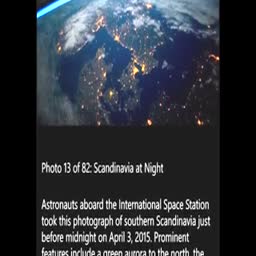 Photo 13 of 82: Scandinavia at Night
Astronauts aboard the International Space Station
took this photograph of southern Scandinavia just
before midnight on April 3, 2015. Prominent
features include a green aurora to the north, the